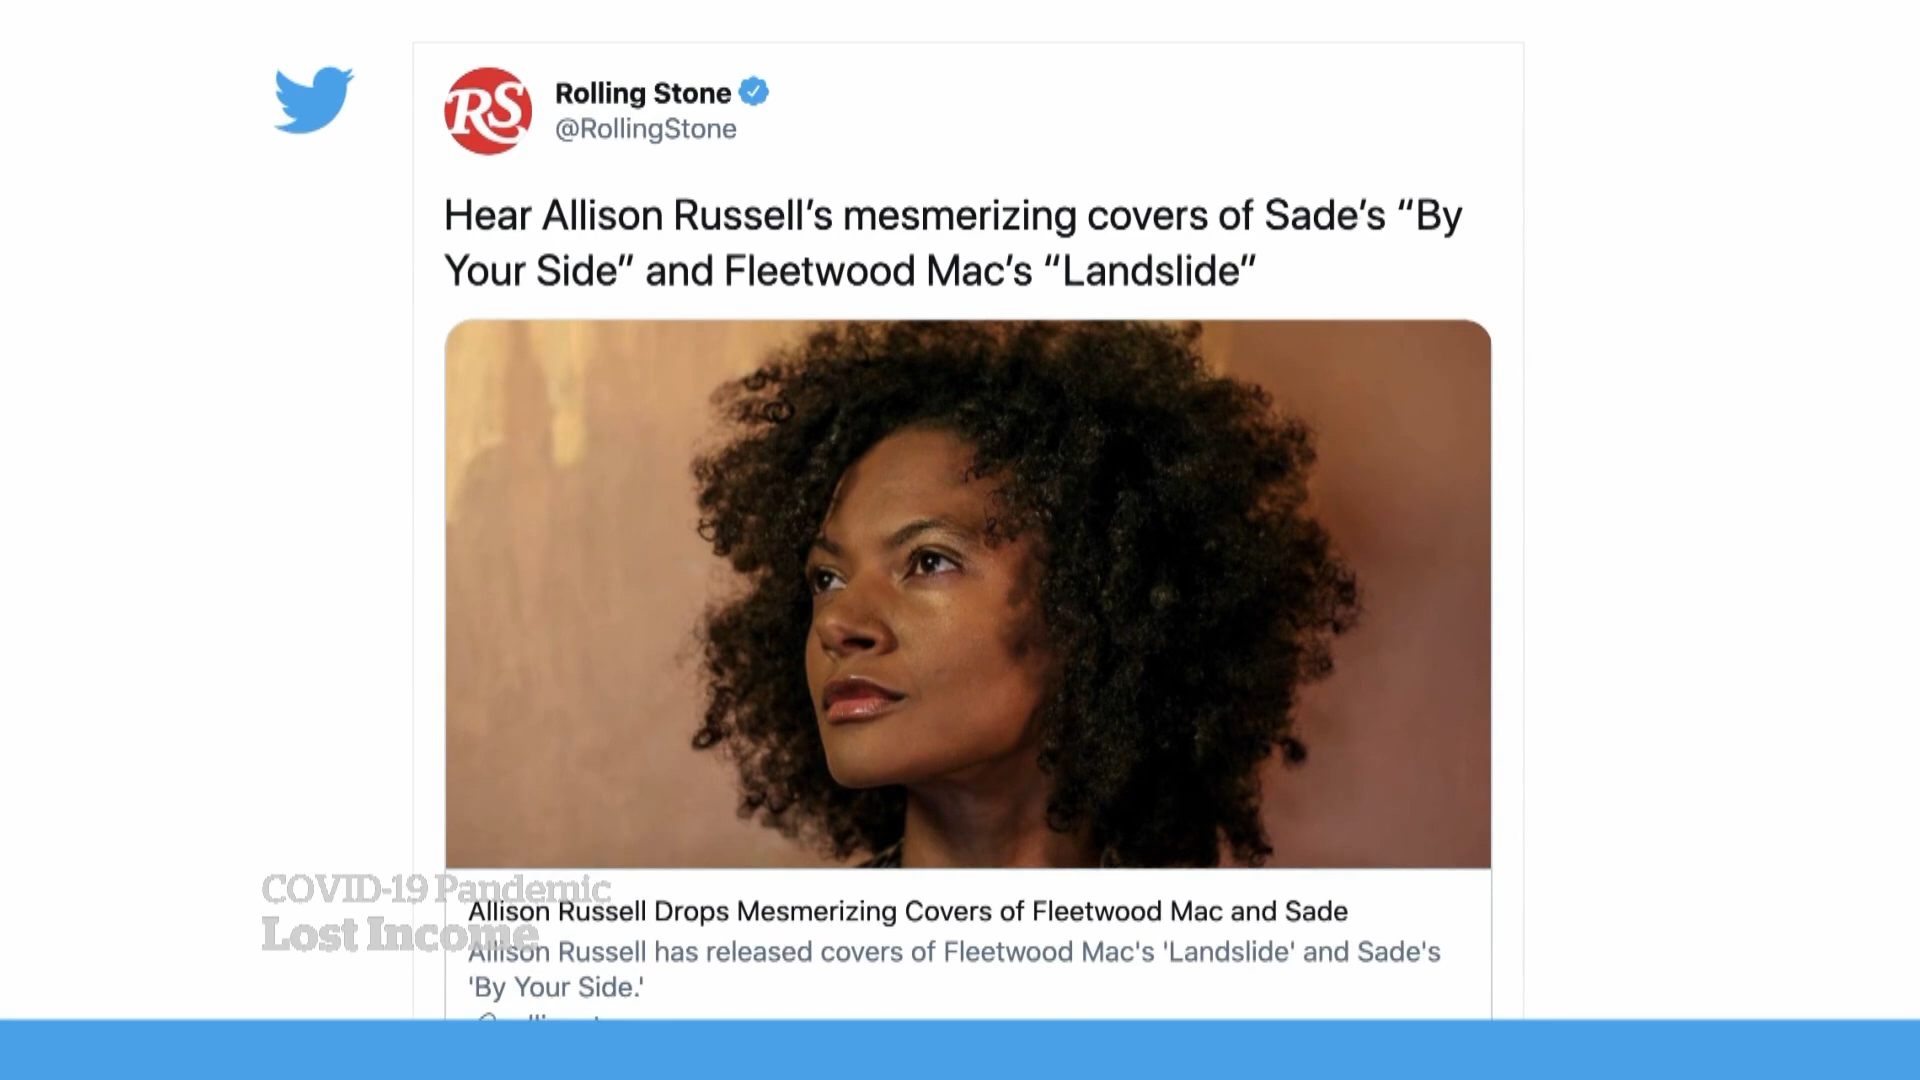 RS
Rolling Stone
@RollingStone
Hear Allison Russell’s mesmerizing covers of Sade’s “By
Your Side” and Fleetwood Mac’s “Landslide”
COVID-19 Pandemic
Lost Income
Allison Russell Drops Mesmerizing Covers of Fleetwood Mac and Sade
Allison Russell has released covers of Fleetwood Mac's 'Landslide' and Sade's
'By Your Side.'